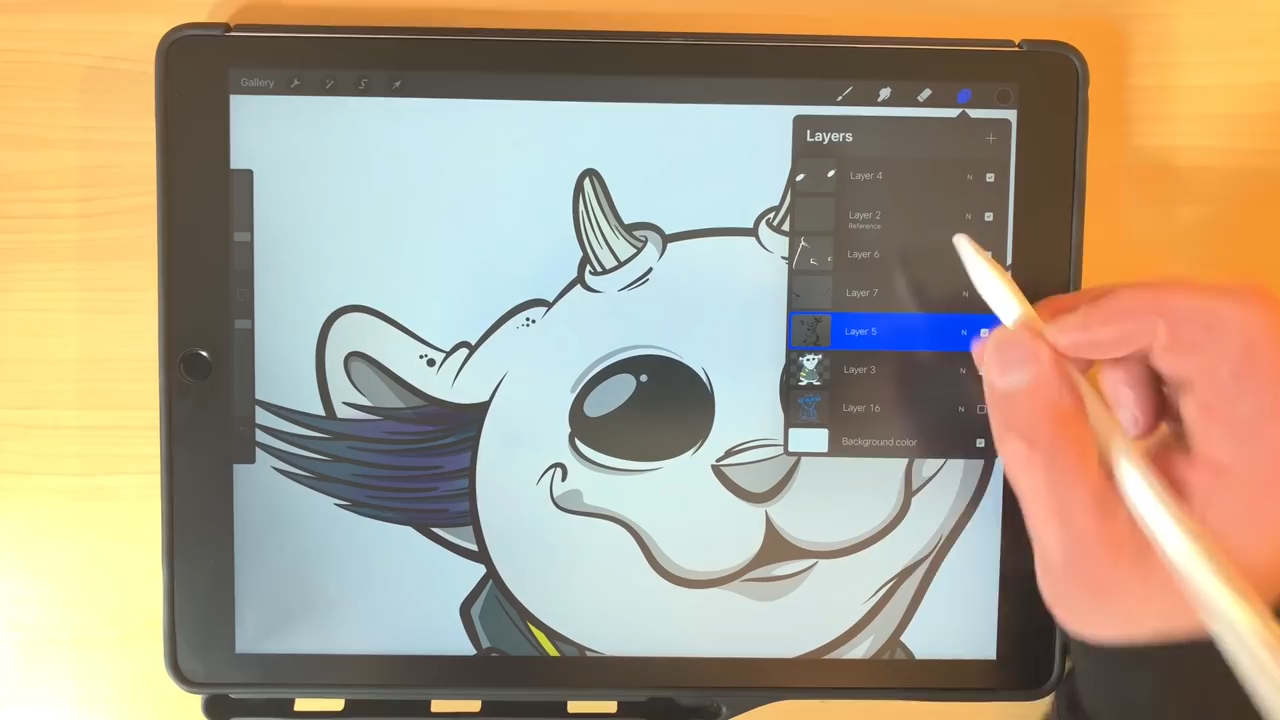 Gallery
Layers
Layer 4 N
Layer 2 N
Reference
Layer 6
Layer 7 N
Layer 5 N
Layer 3 N
Layer 16 N
Background color